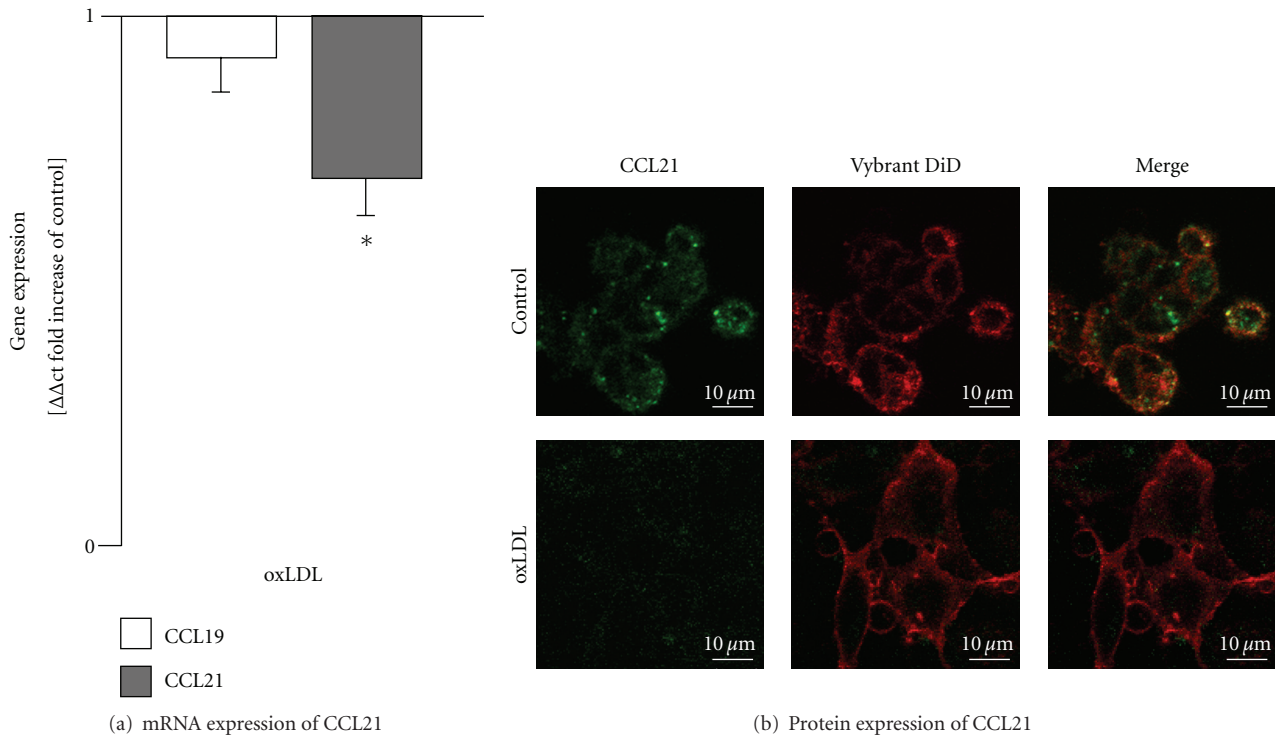 1
Gene expression
[ΔΔct fold increase of control]
*
0
oxLDL
CCL19
CCL21
(a) mRNA expression of CCL21
CCL21
Vybrant DiD
Merge
Control
10 µm
10 µm
10 µm
oxLDL
10 µm
10 µm
10 µm
(b) Protein expression of CCL21